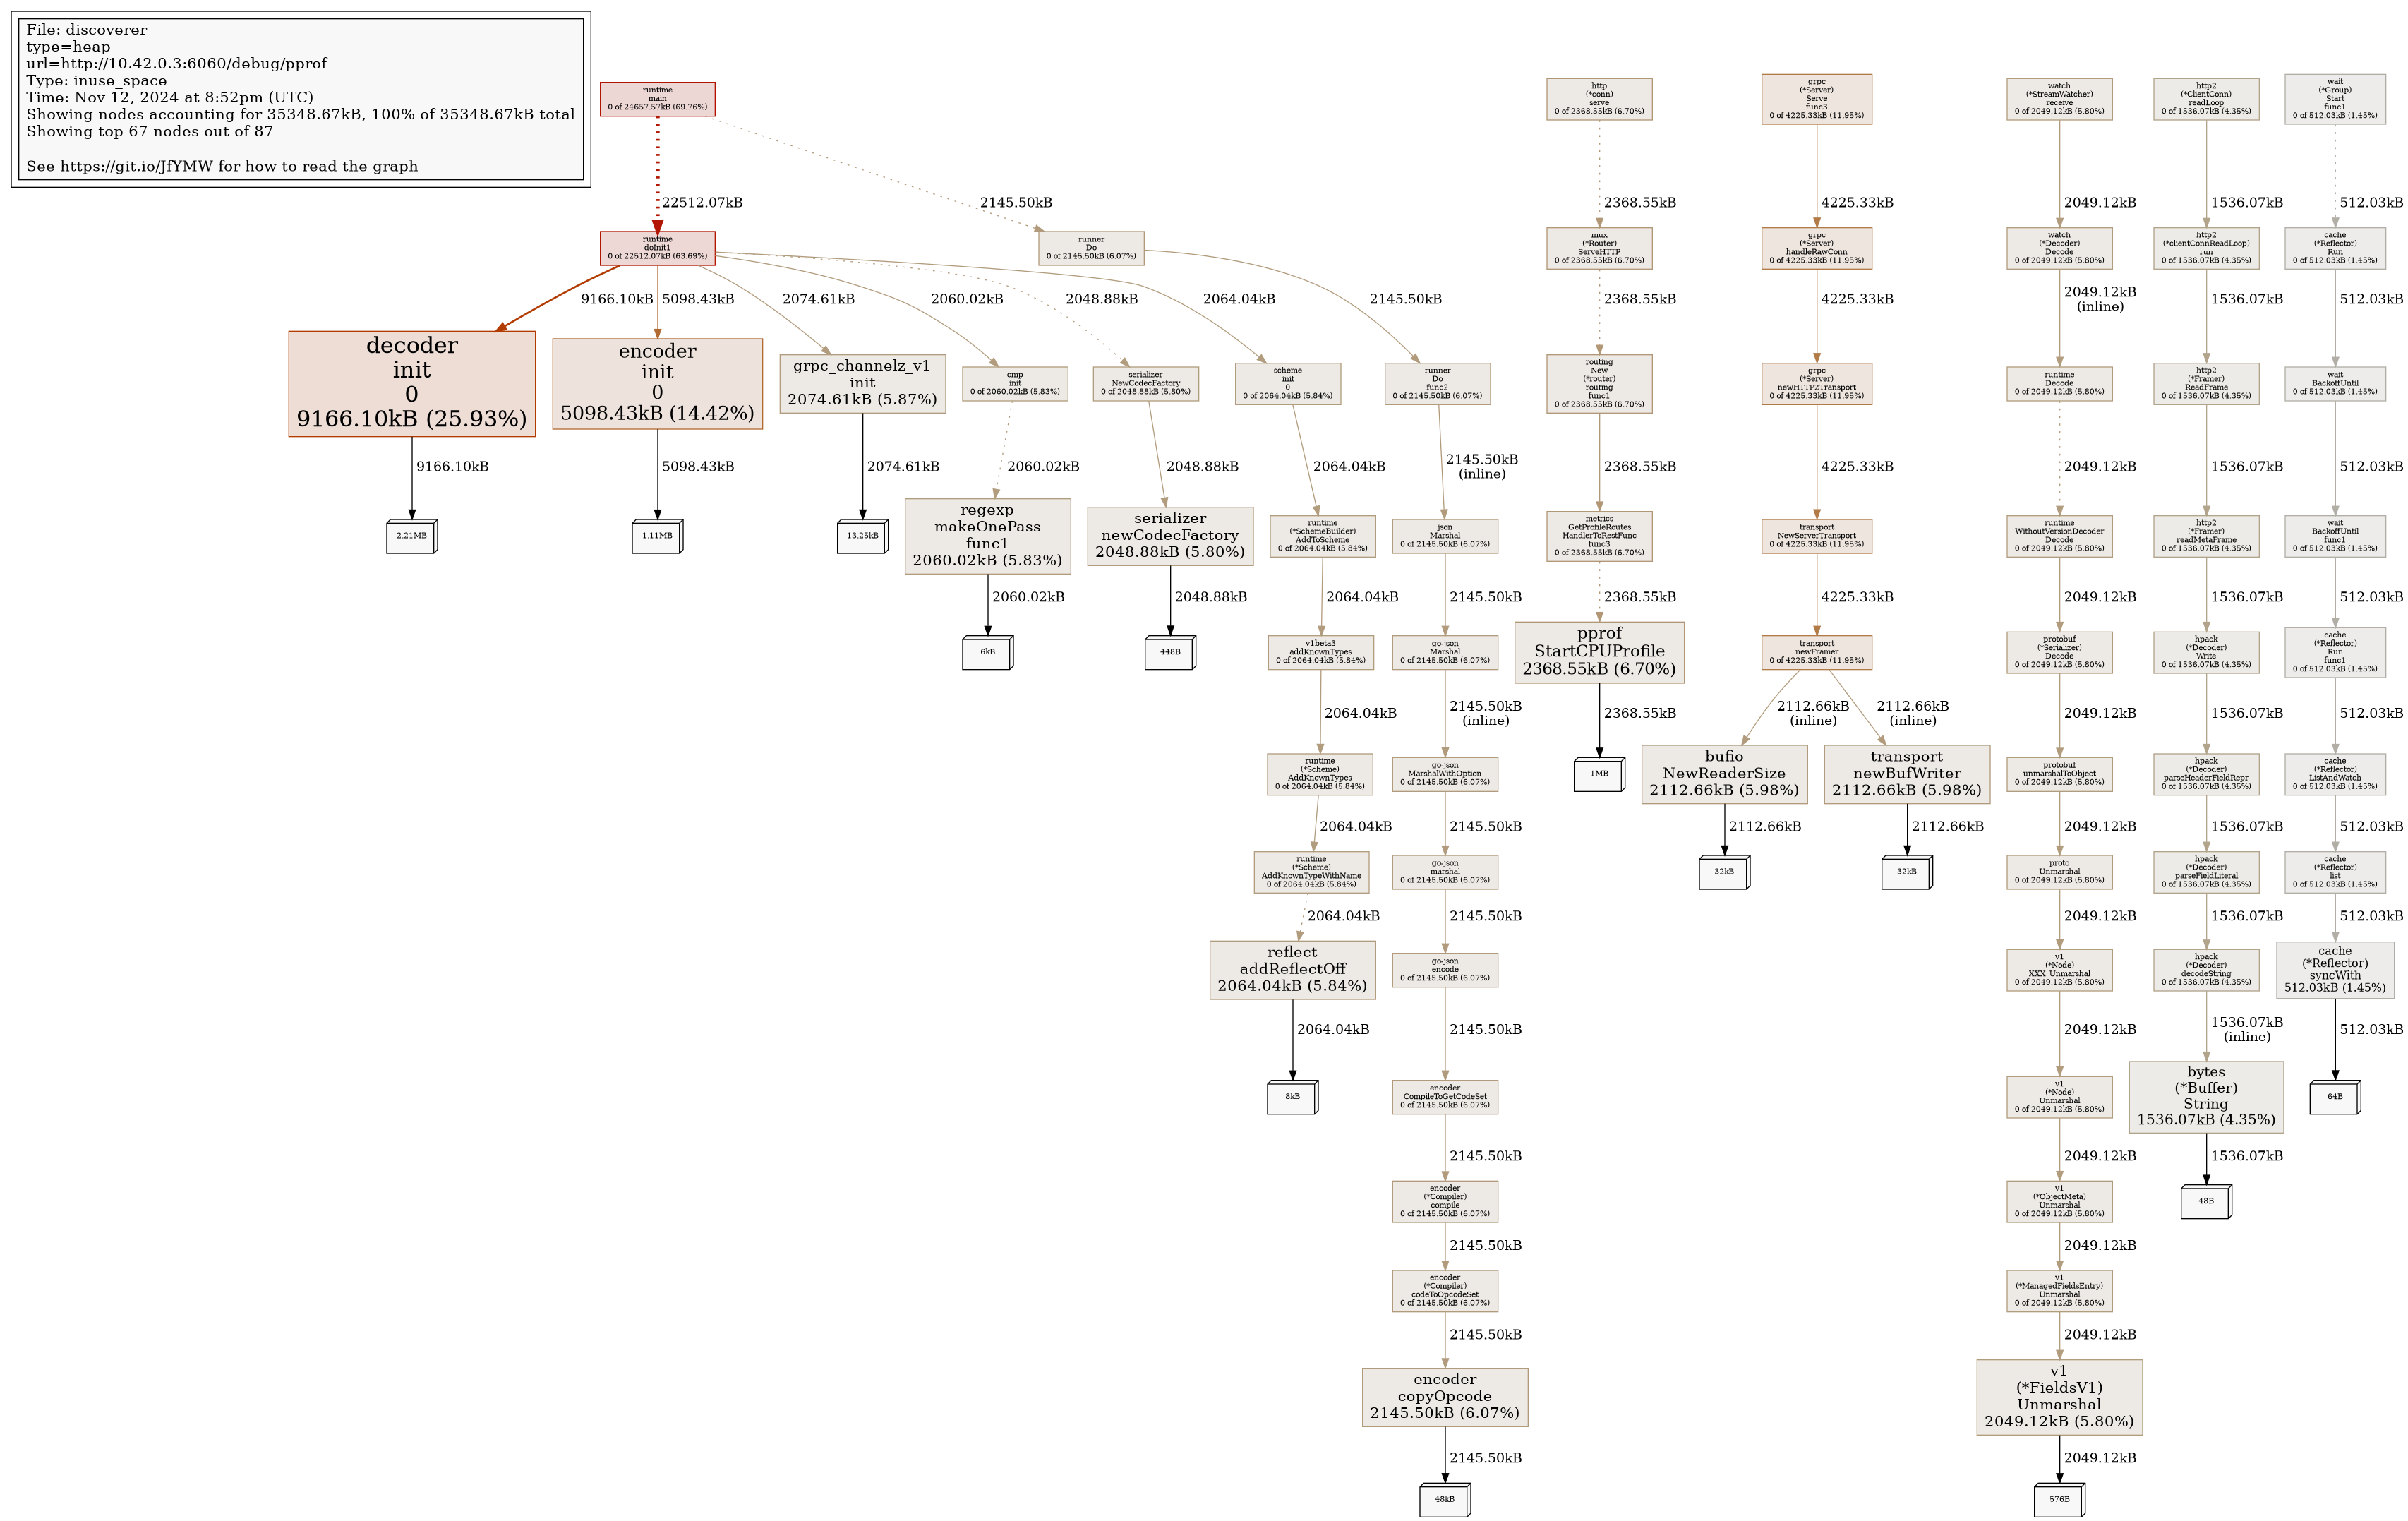 File: discoverer
type=heap
url=http://10.42.0.3:6060/debug/pprof
Type: inuse_space
Time: Nov 12, 2024 at 8:52pm (UTC)
Showing nodes accounting for 35348.67kB, 100% of 35348.67kB total
Showing top 67 nodes out of 87
See https://git.io/JfYMW for how to read the graph
runtime
main
0 of 24657.57kB (69.76%)
22512.07kB
2145.50kB
runtime
doInit1
0 of 22512.07kB (63.69%)
9166.10kB
5098.43kB
2074.61kB
2060.02kB
2048.88kB
2064.04kB
decoder
init
0
9166.10kB (25.93%)
9166.10kB
2.21MB
encoder
init
0
5098.43kB (14.42%)
5098.43kB
1.11MB
grpc_channelz_v1
init
2074.61kB (5.87%)
2074.61kB
13.25kB
cmp
init
0 of 2060.02kB (5.83%)
2060.02kB
regexp
makeOnePass
func1
2060.02kB (5.83%)
2060.02kB
6kB
serializer
NewCodecFactory
0 of 2048.88kB (5.80%)
2048.88kB
serializer
newCodecFactory
2048.88kB (5.80%)
2048.88kB
448B
scheme
init
0
0 of 2064.04kB (5.84%)
2064.04kB
runtime
(*SchemeBuilder)
AddToScheme
0 of 2064.04kB (5.84%)
2064.04kB
v1beta3
addKnownTypes
0 of 2064.04kB (5.84%)
2064.04kB
runtime
(*Scheme)
AddKnownTypes
0 of 2064.04kB (5.84%)
2064.04kB
runtime
(*Scheme)
AddKnownTypeWithName
0 of 2064.04kB (5.84%)
2064.04kB
reflect
addReflectOff
2064.04kB (5.84%)
2064.04kB
8kB
runner
Do
0 of 2145.50kB (6.07%)
2145.50kB
runner
Do
func2
0 of 2145.50kB (6.07%)
2145.50kB
(inline)
json
Marshal
0 of 2145.50kB (6.07%)
2145.50kB
go-json
Marshal
0 of 2145.50kB (6.07%)
2145.50kB
(inline)
go-json
MarshalWithOption
0 of 2145.50kB (6.07%)
2145.50kB
go-json
marshal
0 of 2145.50kB (6.07%)
2145.50kB
go-json
encode
0 of 2145.50kB (6.07%)
2145.50kB
encoder
CompileToGetCodeSet
0 of 2145.50kB (6.07%)
2145.50kB
encoder
(*Compiler)
compile
0 of 2145.50kB (6.07%)
2145.50kB
encoder
(*Compiler)
codeToOpcodeSet
0 of 2145.50kB (6.07%)
2145.50kB
encoder
copyOpcode
2145.50kB (6.07%)
2145.50kB
48kB
http
(*conn)
serve
0 of 2368.55kB (6.70%)
2368.55kB
mux
(*Router)
ServeHTTP
0 of 2368.55kB (6.70%)
2368.55kB
routing
New
(*router)
routing
func1
0 of 2368.55kB (6.70%)
2368.55kB
metrics
GetProfileRoutes
HandlerToRestFunc
func3
0 of 2368.55kB (6.70%)
2368.55kB
pprof
StartCPUProfile
2368.55kB (6.70%)
2368.55kB
1MB
grpc
(*Server)
Serve
func3
0 of 4225.33kB (11.95%)
4225.33kB
grpc
(*Server)
handleRawConn
0 of 4225.33kB (11.95%)
4225.33kB
grpc
(*Server)
newHTTP2Transport
0 of 4225.33kB (11.95%)
4225.33kB
transport
NewServerTransport
0 of 4225.33kB (11.95%)
4225.33kB
transport
newFramer
0 of 4225.33kB (11.95%)
2112.66kB
(inline)
2112.66kB
(inline)
bufio
NewReaderSize
2112.66kB (5.98%)
2112.66kB
32kB
transport
newBufWriter
2112.66kB (5.98%)
2112.66kB
32kB
watch
(*StreamWatcher)
receive
0 of 2049.12kB (5.80%)
2049.12kB
watch
(*Decoder)
Decode
0 of 2049.12kB (5.80%)
2049.12kB
(inline)
runtime
Decode
0 of 2049.12kB (5.80%)
2049.12kB
runtime
WithoutVersionDecoder
Decode
0 of 2049.12kB (5.80%)
2049.12kB
protobuf
(*Serializer)
Decode
0 of 2049.12kB (5.80%)
2049.12kB
protobuf
unmarshalToObject
0 of 2049.12kB (5.80%)
2049.12kB
proto
Unmarshal
0 of 2049.12kB (5.80%)
2049.12kB
v1
(*Node)
XXX_Unmarshal
0 of 2049.12kB (5.80%)
2049.12kB
v1
(*Node)
Unmarshal
0 of 2049.12kB (5.80%)
2049.12kB
v1
(*ObjectMeta)
Unmarshal
0 of 2049.12kB (5.80%)
2049.12kB
v1
(*ManagedFieldsEntry)
Unmarshal
0 of 2049.12kB (5.80%)
2049.12kB
v1
(*FieldsV1)
Unmarshal
2049.12kB (5.80%)
2049.12kB
576B
http2
(*ClientConn)
readLoop
0 of 1536.07kB (4.35%)
1536.07kB
http2
(*clientConnReadLoop)
run
0 of 1536.07kB (4.35%)
1536.07kB
http2
(*Framer)
ReadFrame
0 of 1536.07kB (4.35%)
1536.07kB
http2
(*Framer)
readMetaFrame
0 of 1536.07kB (4.35%)
1536.07kB
hpack
(*Decoder)
Write
0 of 1536.07kB (4.35%)
1536.07kB
hpack
(*Decoder)
parseHeaderFieldRepr
0 of 1536.07kB (4.35%)
1536.07kB
hpack
(*Decoder)
parseFieldLiteral
0 of 1536.07kB (4.35%)
1536.07kB
hpack
(*Decoder)
decodeString
0 of 1536.07kB (4.35%)
1536.07kB
(inline)
bytes
(*Buffer)
String
1536.07kB (4.35%)
1536.07kB
48B
wait
(*Group)
Start
func1
0 of 512.03kB (1.45%)
512.03kB
cache
(*Reflector)
Run
0 of 512.03kB (1.45%)
512.03kB
wait
BackoffUntil
0 of 512.03kB (1.45%)
512.03kB
wait
BackoffUntil
func1
0 of 512.03kB (1.45%)
512.03kB
cache
(*Reflector)
Run
func1
0 of 512.03kB (1.45%)
512.03kB
cache
(*Reflector)
ListAndWatch
0 of 512.03kB (1.45%)
512.03kB
cache
(*Reflector)
list
0 of 512.03kB (1.45%)
512.03kB
cache
(*Reflector)
syncWith
512.03kB (1.45%)
512.03kB
64B